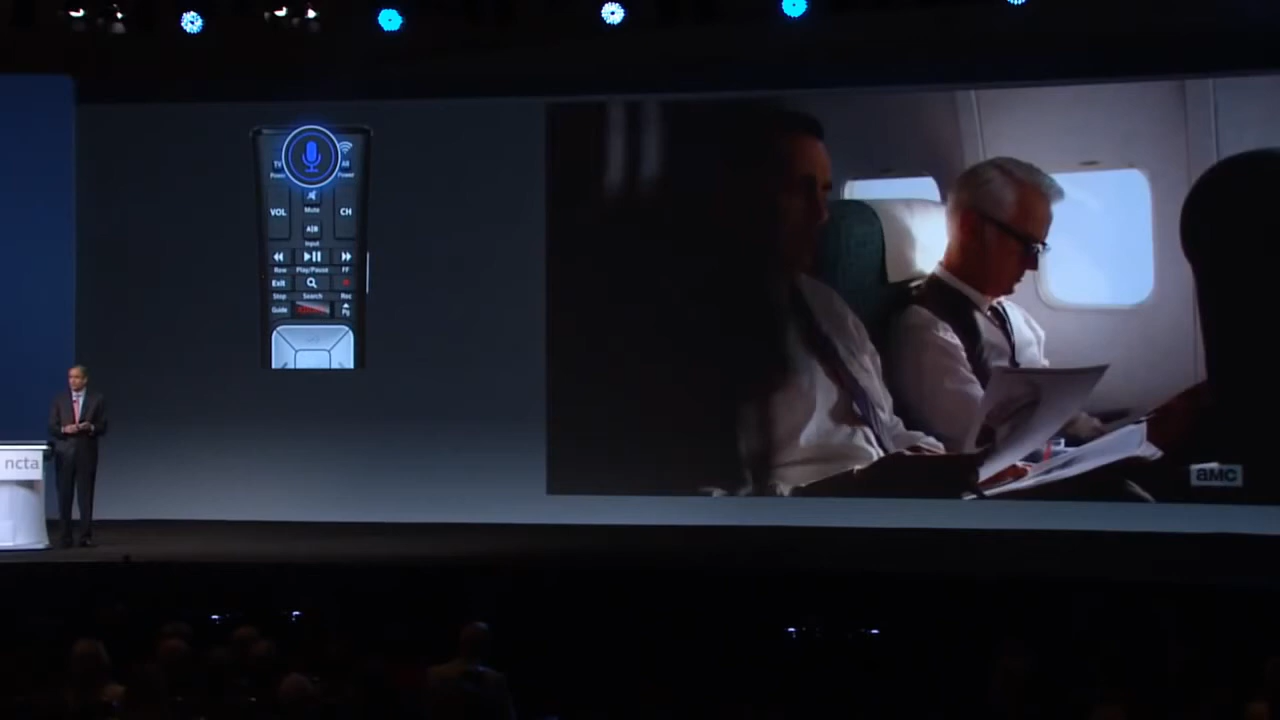 TV
All
Power
Power
Mute
VOL
CH
A|B
Input
Rew
Play/Pause
FF
Exit
Stop
Search
Rec
Guide
Pg
ncta
amc